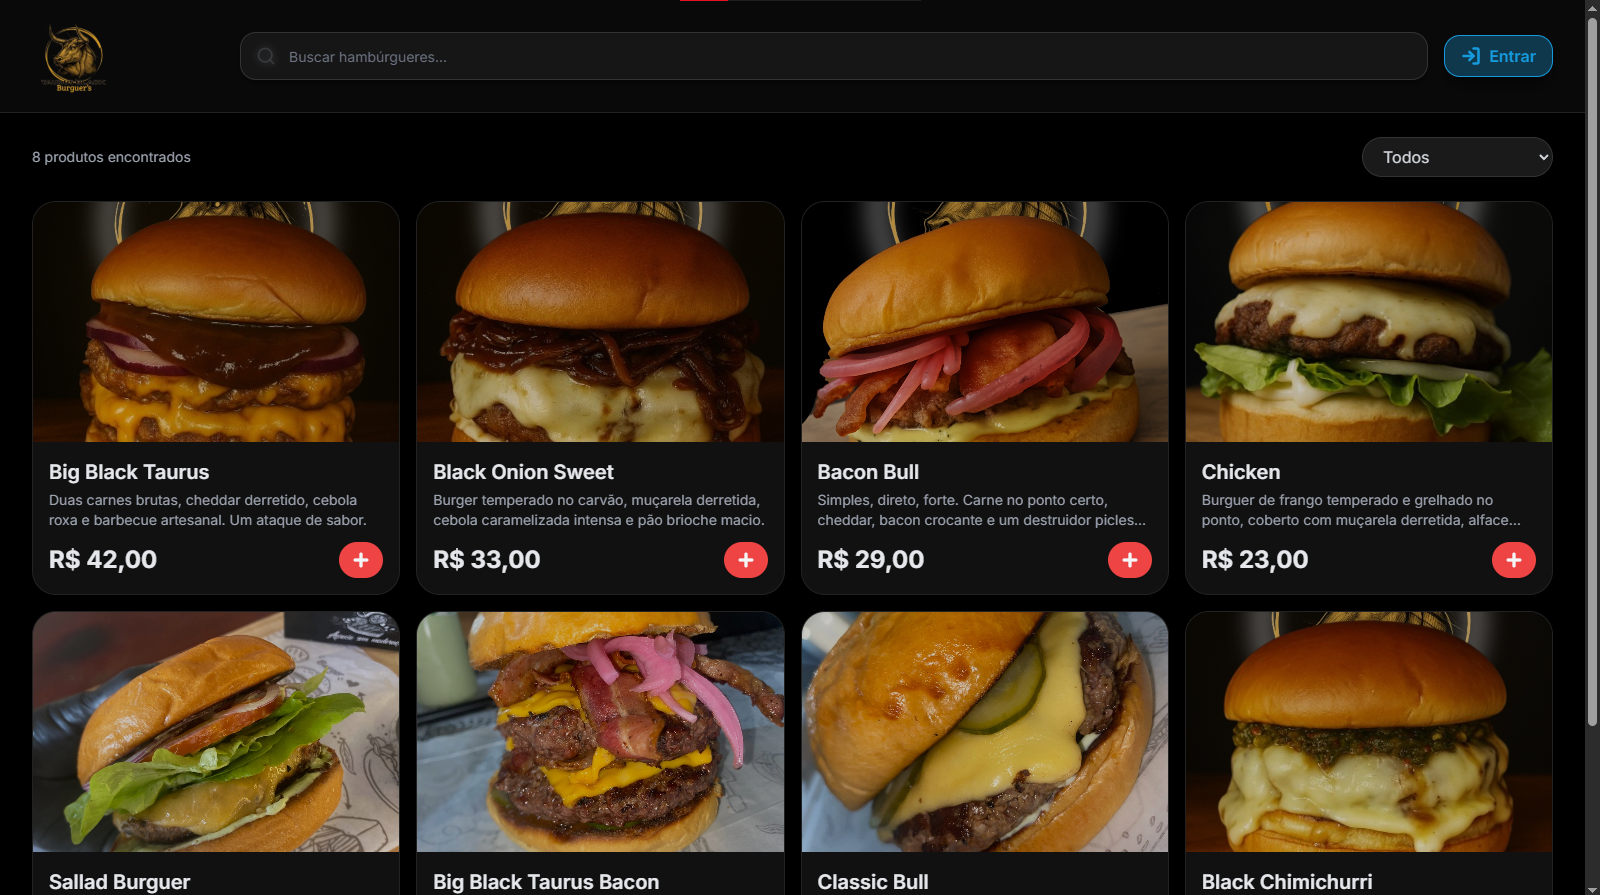 Burguer's
Buscar hambúrgueres...
Entrar
8 produtos encontrados
Todos
Big Black Taurus
Duas carnes brutas, cheddar derretido, cebola
roxa e barbecue artesanal. Um ataque de sabor.
R$ 42,00
Black Onion Sweet
Burger temperado no carvão, muçarela derretida,
cebola caramelizada intensa e pão brioche macio.
R$ 33,00
Bacon Bull
Simples, direto, forte. Carne no ponto certo,
cheddar, bacon crocante e um destruidor picles...
R$ 29,00
Chicken
Burguer de frango temperado e grelhado no
ponto, coberto com muçarela derretida, alface...
R$ 23,00
Sallad Burguer
Big Black Taurus Bacon
Classic Bull
Black Chimichurri